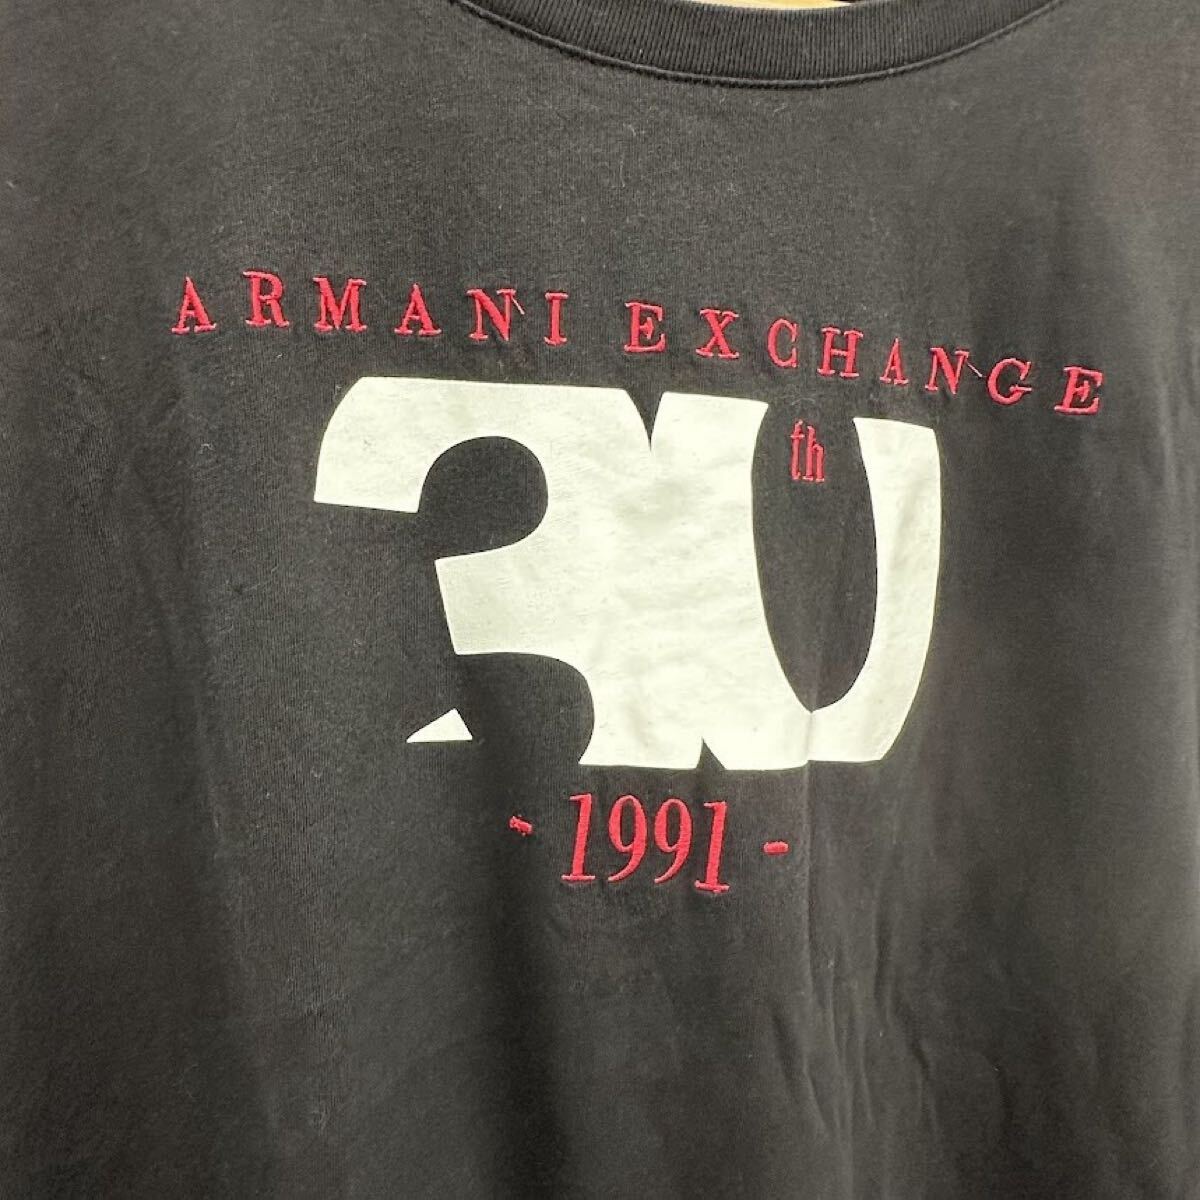 ARMANI EXCHANGE
30th
- 1991 -